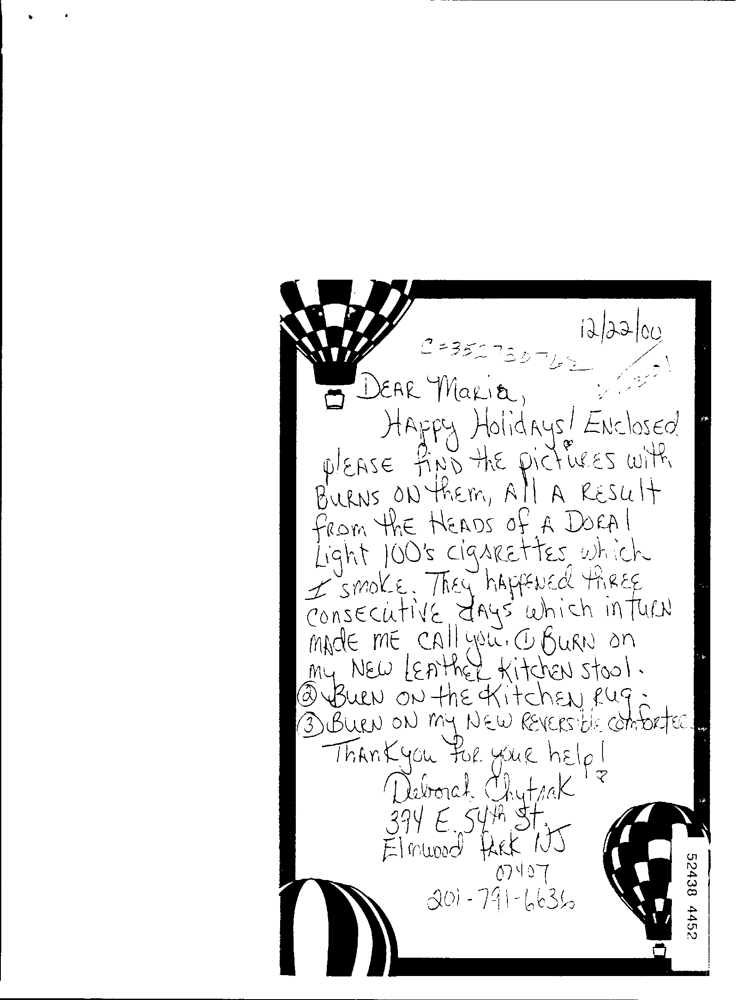 12/22/00
DEAR Maria,
HAppy HolidAys! ENclosed
plEASE fiND the pictures with
BURNS ON them, All A Result
from the HEADS of A DORAl
Light 100's cigARettes which
I smoke. They hAppENed thREE
consecutive dAys which in tuRN
mAde me cAll you. ① BuRN on
my NEW LEAther KitchEN stool.
② BuRN ON the KitchEN Rug.
③ BuRN ON my NEW REVERSible comforter.
ThAnk you for your help!
Deborah Chytrak
394 E. 54th St.
Elmwood PARK NJ
07407
201-791-6636
52438 4452